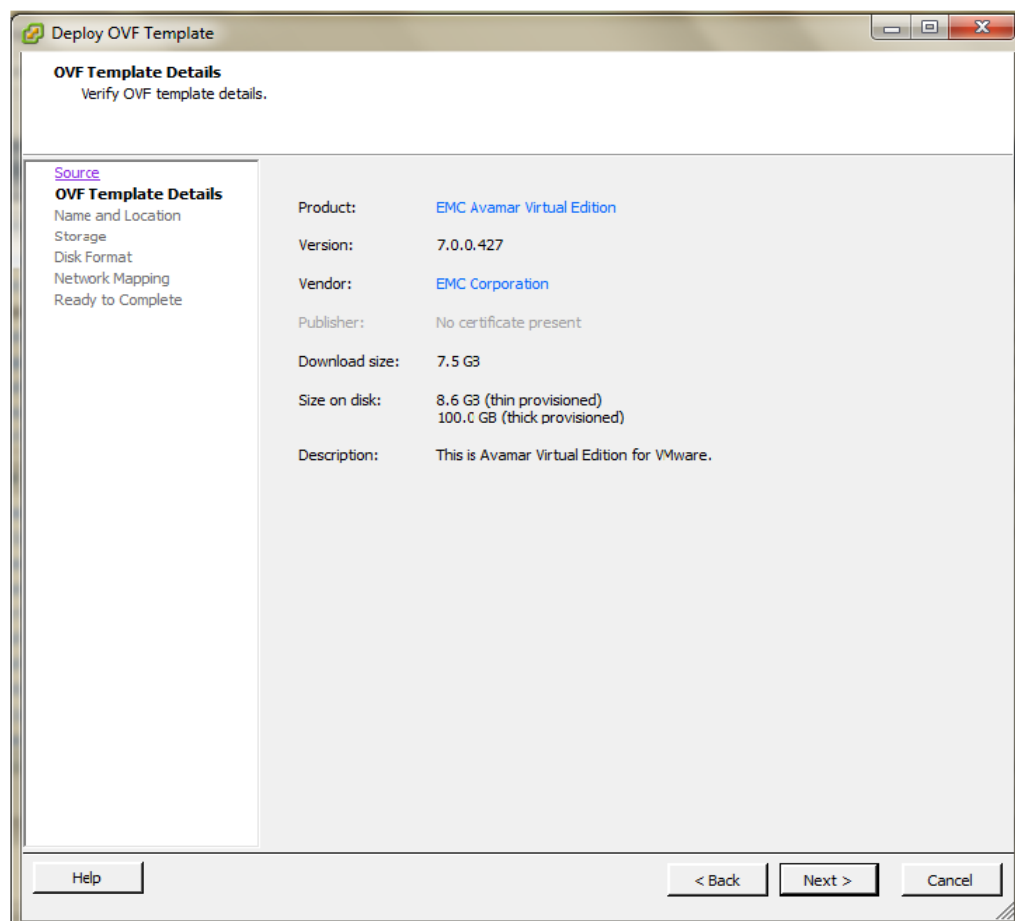 Deploy OVF Template
OVF Template Details
Verify OVF template details.
Source
OVF Template Details
Name and Location
Storage
Disk Format
Network Mapping
Ready to Complete
Product: EMC Avamar Virtual Edition
Version: 7.0.0.427
Vendor: EMC Corporation
Publisher: No certificate present
Download size: 7.5 GB
Size on disk: 8.6 GB (thin provisioned)
100.0 GB (thick provisioned)
Description: This is Avamar Virtual Edition for VMware.
Help < Back Next > Cancel